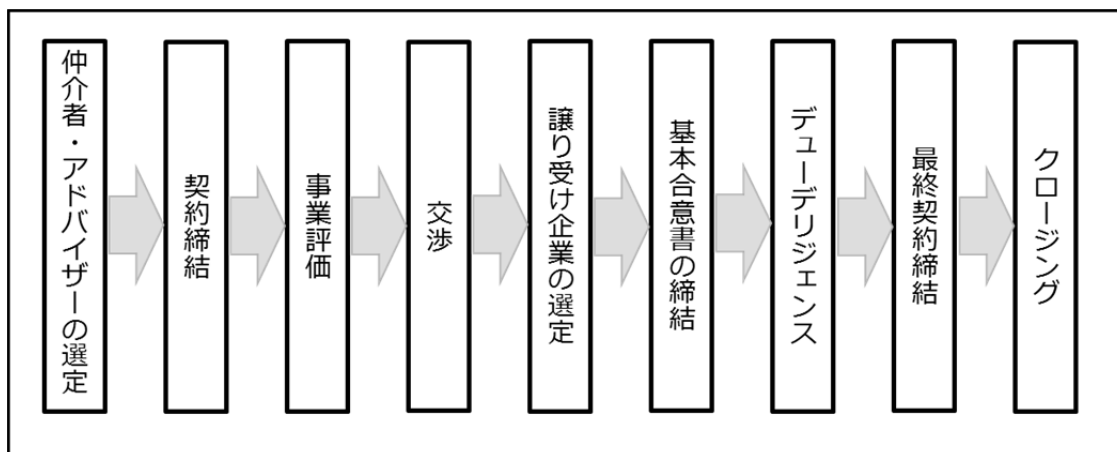 仲介者・アドバイザーの選定
契約締結
事業評価
交渉
譲り受け企業の選定
基本合意書の締結
デューデリジェンス
最終契約締結
クロージング